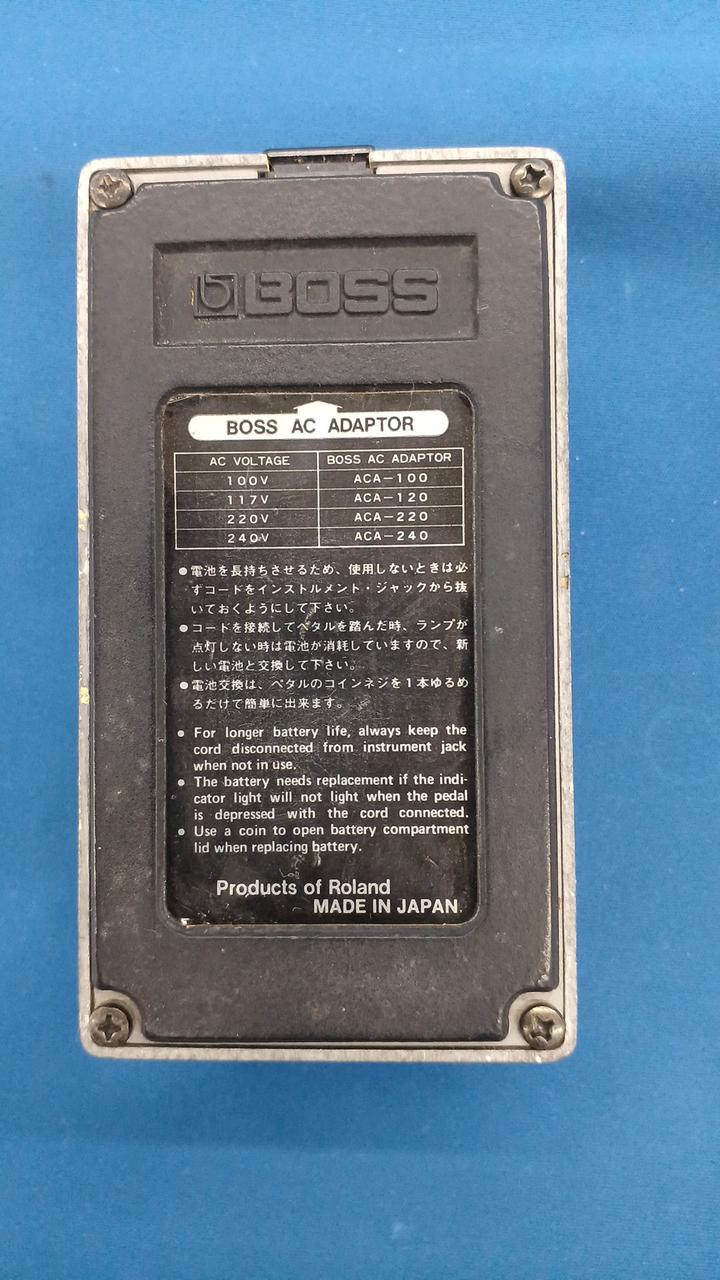 BOSS
BOSS AC ADAPTOR
AC VOLTAGE BOSS AC ADAPTOR
100V ACA-100
117V ACA-120
220V ACA-220
240V ACA-240
●電池を長持ちさせるため、使用しないときは必
ずコードをインストルメント・ジャックから抜
いておくようにして下さい。
●コードを接続してペタルを踏んだ時、ランプが
点灯しない時は電池が消耗していますので、新
しい電池と交換して下さい。
●電池交換は、ペタルのコインネジを1本ゆるめ
るだけで簡単に出来ます。
● For longer battery life, always keep the
cord disconnected from instrument jack
when not in use.
● The battery needs replacement if the indi-
cator light will not light when the pedal
is depressed with the cord connected.
● Use a coin to open battery compartment
lid when replacing battery.
Products of Roland
MADE IN JAPAN